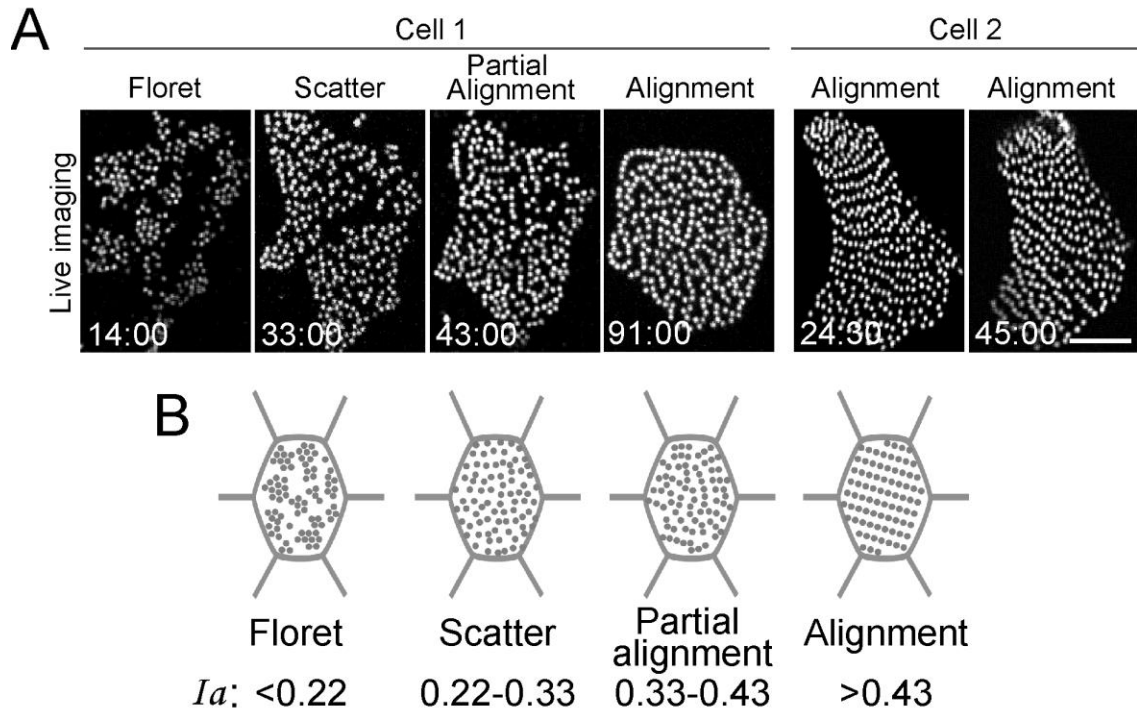 A
Cell 1
Cell 2
Floret
Scatter
Partial
Alignment
Alignment
Alignment
Alignment
Live imaging
14:00
33:00
43:00
91:00
24:30
45:00
B
Floret
Scatter
Partial
alignment
Alignment
Ia: <0.22
0.22-0.33
0.33-0.43
>0.43